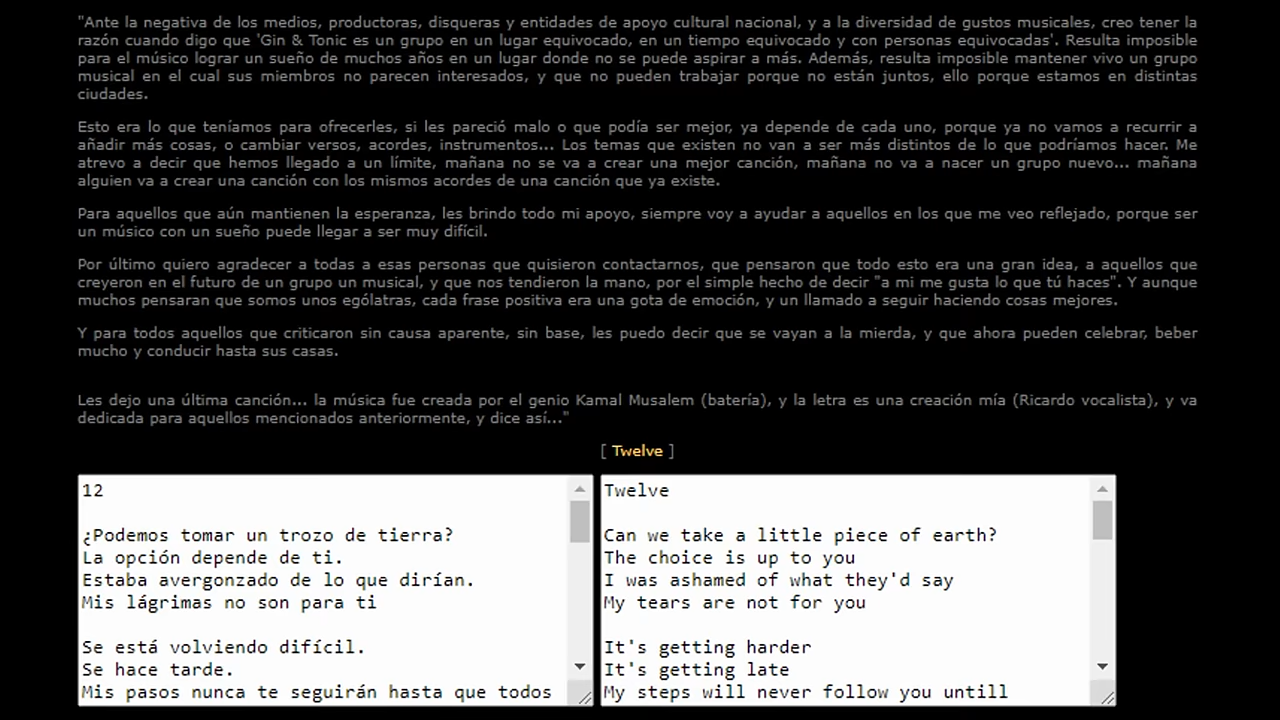 "Ante la negativa de los medios, productoras, disqueras y entidades de apoyo cultural nacional, y a la diversidad de gustos musicales, creo tener la
razón cuando digo que 'Gin & Tonic es un grupo en un lugar equivocado, en un tiempo equivocado y con personas equivocadas'. Resulta imposible
para el músico lograr un sueño de muchos años en un lugar donde no se puede aspirar a más. Además, resulta imposible mantener vivo un grupo
musical en el cual sus miembros no parecen interesados, y que no pueden trabajar porque no están juntos, ello porque estamos en distintas
ciudades.
Esto era lo que teníamos para ofrecerles, si les pareció malo o que podía ser mejor, ya depende de cada uno, porque ya no vamos a recurrir a
añadir más cosas, o cambiar versos, acordes, instrumentos... Los temas que existen no van a ser más distintos de lo que podríamos hacer. Me
atrevo a decir que hemos llegado a un límite, mañana no se va a crear una mejor canción, mañana no va a nacer un grupo nuevo... mañana
alguien va a crear una canción con los mismos acordes de una canción que ya existe.
Para aquellos que aún mantienen la esperanza, les brindo todo mi apoyo, siempre voy a ayudar a aquellos en los que me veo reflejado, porque ser
un músico con un sueño puede llegar a ser muy difícil.
Por último quiero agradecer a todas a esas personas que quisieron contactarnos, que pensaron que todo esto era una gran idea, a aquellos que
creyeron en el futuro de un grupo un musical, y que nos tendieron la mano, por el simple hecho de decir "a mi me gusta lo que tú haces". Y aunque
muchos pensaran que somos unos ególatras, cada frase positiva era una gota de emoción, y un llamado a seguir haciendo cosas mejores.
Y para todos aquellos que criticaron sin causa aparente, sin base, les puedo decir que se vayan a la mierda, y que ahora pueden celebrar, beber
mucho y conducir hasta sus casas.
Les dejo una última canción... la música fue creada por el genio Kamal Musalem (batería), y la letra es una creación mía (Ricardo vocalista), y va
dedicada para aquellos mencionados anteriormente, y dice así..."
[ Twelve ]
12
¿Podemos tomar un trozo de tierra?
La opción depende de ti.
Estaba avergonzado de lo que dirían.
Mis lágrimas no son para ti
Se está volviendo difícil.
Se hace tarde.
Mis pasos nunca te seguirán hasta que todos
Twelve
Can we take a little piece of earth?
The choice is up to you
I was ashamed of what they'd say
My tears are not for you
It's getting harder
It's getting late
My steps will never follow you untill